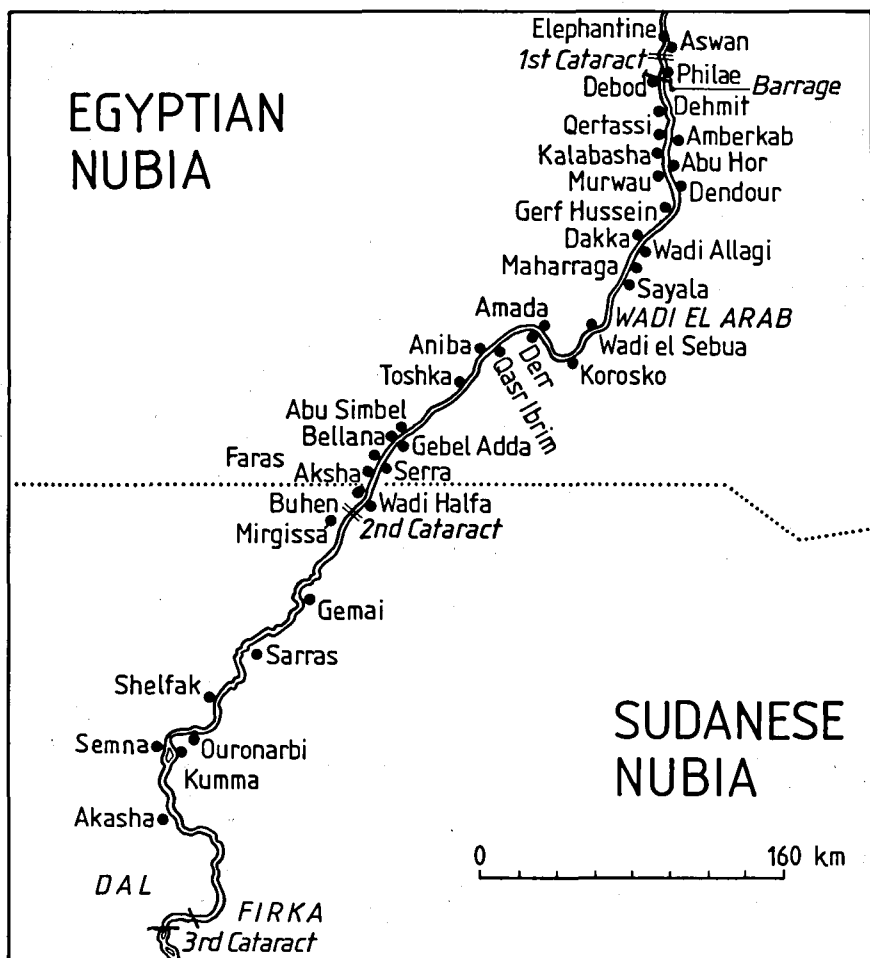 Elephantine
Aswan
1st Cataract
Philae
Debod
Barrage
Dehmit
EGYPTIAN
NUBIA
Qertassi
Amberkab
Kalabasha
Abu Hor
Murwau
Dendour
Gerf Hussein
Dakka
Wadi Allagi
Maharraga
Sayala
Amada
WADI EL ARAB
Aniba
Derr
Wadi el Sebua
Qasr Ibrim
Korosko
Toshka
Abu Simbel
Bellana
Gebel Adda
Faras
Aksha
Serra
Buhen
Wadi Halfa
Mirgissa
2nd Cataract
Gemai
Sarras
Shelfak
SUDANESE
NUBIA
Semna
Ouronarbi
Kumma
Akasha
0 160 km
DAL
FIRKA
3rd Cataract